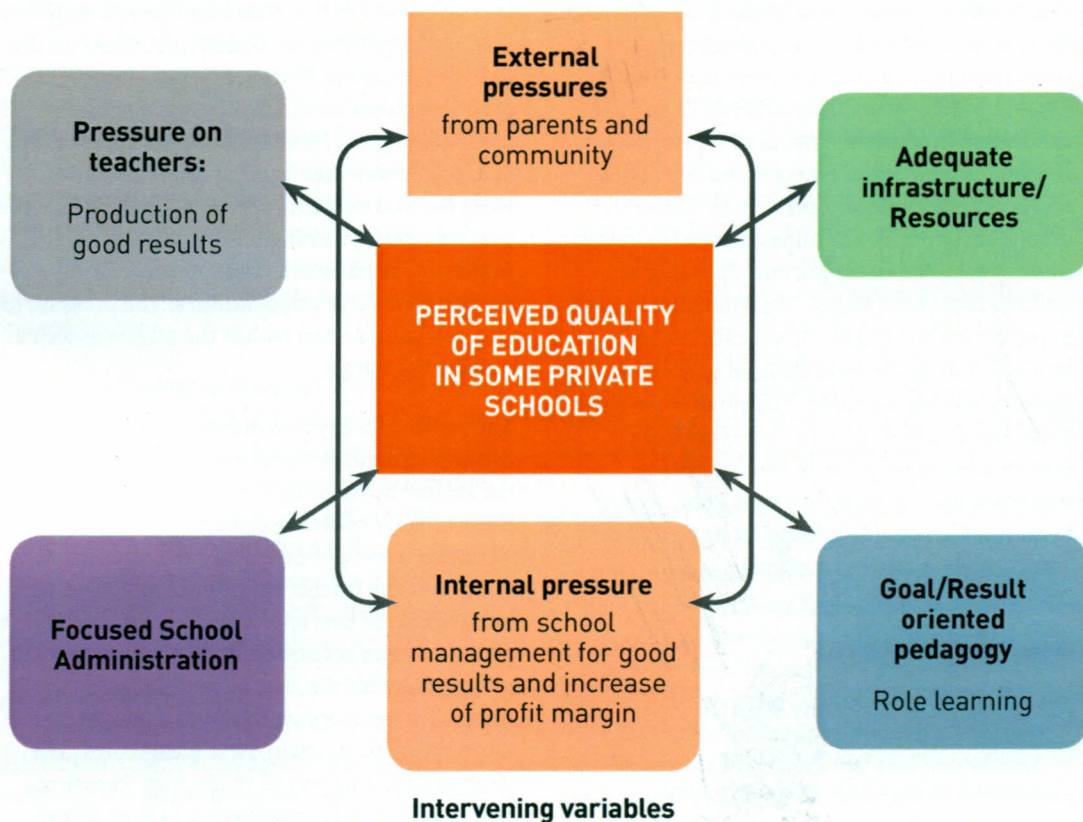 External
pressures
from parents and
community
Pressure on
teachers:
Production of
good results
Adequate
infrastructure/
Resources
PERCEIVED QUALITY
OF EDUCATION
IN SOME PRIVATE
SCHOOLS
Focused School
Administration
Internal pressure
from school
management for good
results and increase
of profit margin
Goal/Result
oriented
pedagogy
Role learning
Intervening variables